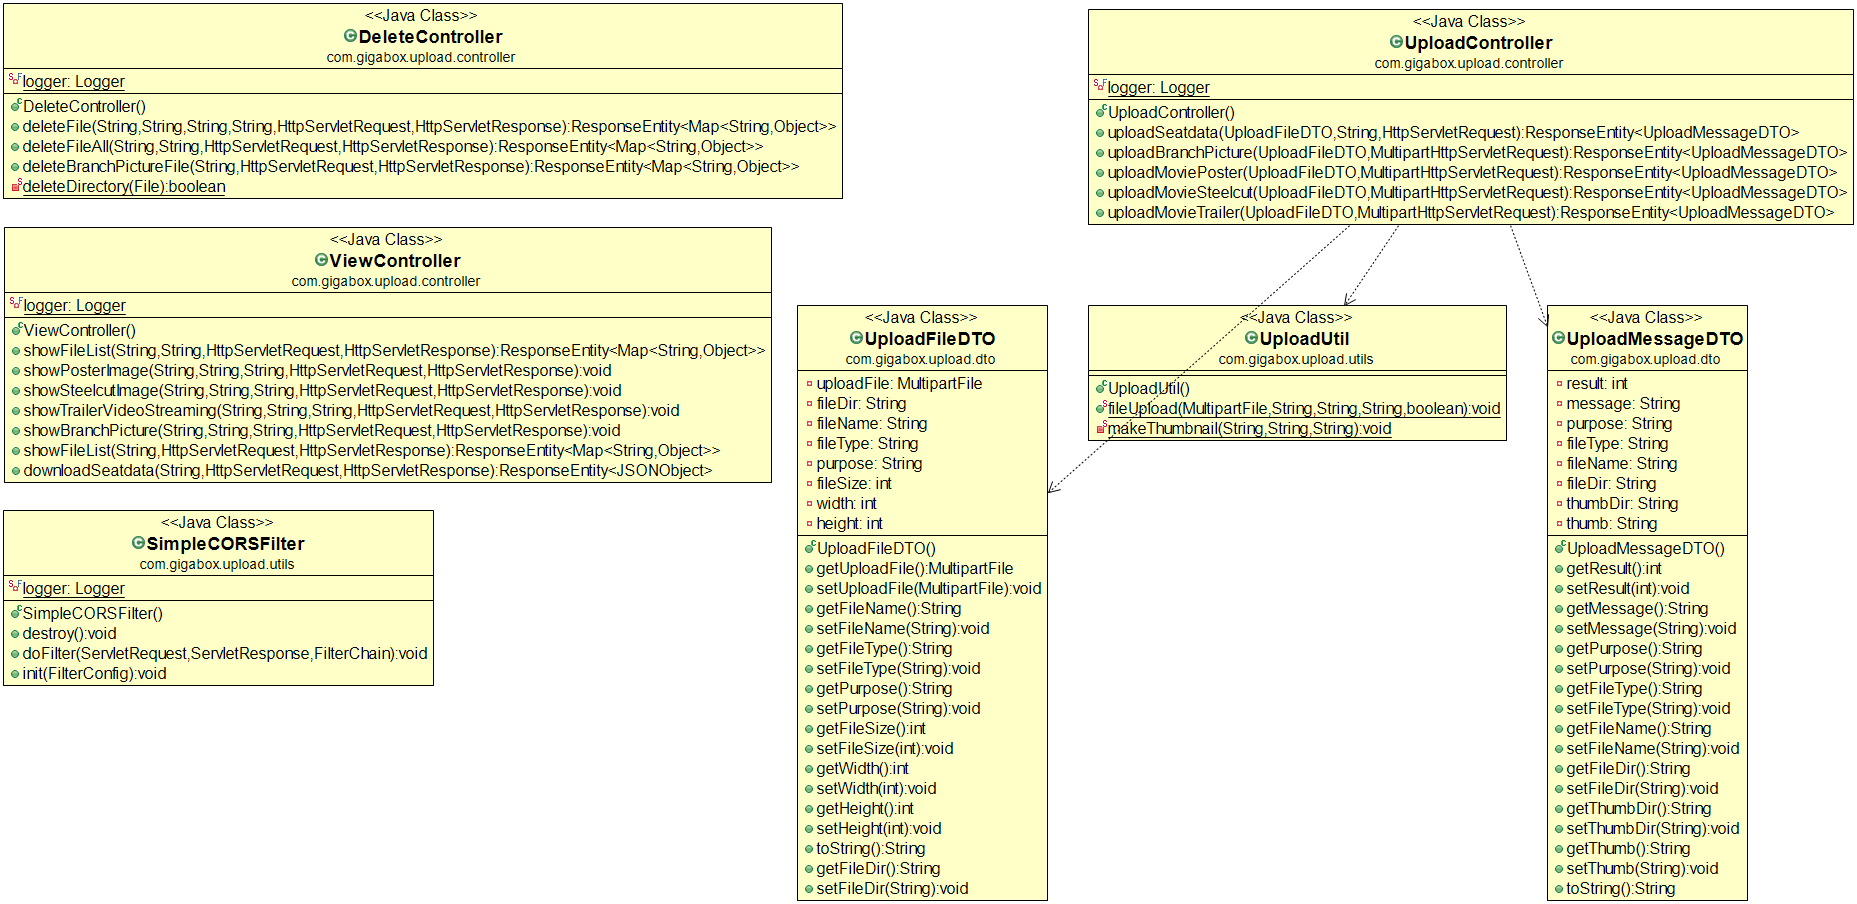 <<Java Class>>
DeleteController
com.gigabox.upload.controller
logger: Logger
DeleteController()
deleteFile(String,String,String,String,HttpServletRequest,HttpServletResponse):ResponseEntity<Map<String,Object>>
deleteFileAll(String,String,HttpServletRequest,HttpServletResponse):ResponseEntity<Map<String,Object>>
deleteBranchPictureFile(String,HttpServletRequest,HttpServletResponse):ResponseEntity<Map<String,Object>>
deleteDirectory(File):boolean
<<Java Class>>
UploadController
com.gigabox.upload.controller
logger: Logger
UploadController()
uploadSeatdata(UploadFileDTO,String,HttpServletRequest):ResponseEntity<UploadMessageDTO>
uploadBranchPicture(UploadFileDTO,MultipartHttpServletRequest):ResponseEntity<UploadMessageDTO>
uploadMoviePoster(UploadFileDTO,MultipartHttpServletRequest):ResponseEntity<UploadMessageDTO>
uploadMovieSteelcut(UploadFileDTO,MultipartHttpServletRequest):ResponseEntity<UploadMessageDTO>
uploadMovieTrailer(UploadFileDTO,MultipartHttpServletRequest):ResponseEntity<UploadMessageDTO>
<<Java Class>>
ViewController
com.gigabox.upload.controller
logger: Logger
ViewController()
showFileList(String,String,HttpServletRequest,HttpServletResponse):ResponseEntity<Map<String,Object>>
showPosterImage(String,String,String,HttpServletRequest,HttpServletResponse):void
showSteelcutImage(String,String,String,HttpServletRequest,HttpServletResponse):void
showTrailerVideoStreaming(String,String,String,HttpServletRequest,HttpServletResponse):void
showBranchPicture(String,String,String,HttpServletRequest,HttpServletResponse):void
showFileList(String,HttpServletRequest,HttpServletResponse):ResponseEntity<Map<String,Object>>
downloadSeatdata(String,HttpServletRequest,HttpServletResponse):ResponseEntity<JSONObject>
<<Java Class>>
SimpleCORSFilter
com.gigabox.upload.utils
logger: Logger
SimpleCORSFilter()
destroy():void
doFilter(ServletRequest,ServletResponse,FilterChain):void
init(FilterConfig):void
<<Java Class>>
UploadFileDTO
com.gigabox.upload.dto
uploadFile: MultipartFile
fileDir: String
fileName: String
fileType: String
purpose: String
fileSize: int
width: int
height: int
UploadFileDTO()
getUploadFile():MultipartFile
setUploadFile(MultipartFile):void
getFileName():String
setFileName(String):void
getFileType():String
setFileType(String):void
getPurpose():String
setPurpose(String):void
getFileSize():int
setFileSize(int):void
getWidth():int
setWidth(int):void
getHeight():int
setHeight(int):void
toString():String
getFileDir():String
setFileDir(String):void
<<Java Class>>
UploadUtil
com.gigabox.upload.utils
UploadUtil()
fileUpload(MultipartFile,String,String,String,boolean):void
makeThumbnail(String,String,String):void
<<Java Class>>
UploadMessageDTO
com.gigabox.upload.dto
result: int
message: String
purpose: String
fileType: String
fileName: String
fileDir: String
thumbDir: String
thumb: String
UploadMessageDTO()
getResult():int
setResult(int):void
getMessage():String
setMessage(String):void
getPurpose():String
setPurpose(String):void
getFileType():String
setFileType(String):void
getFileName():String
setFileName(String):void
getFileDir():String
setFileDir(String):void
getThumbDir():String
setThumbDir(String):void
getThumb():String
setThumb(String):void
toString():String